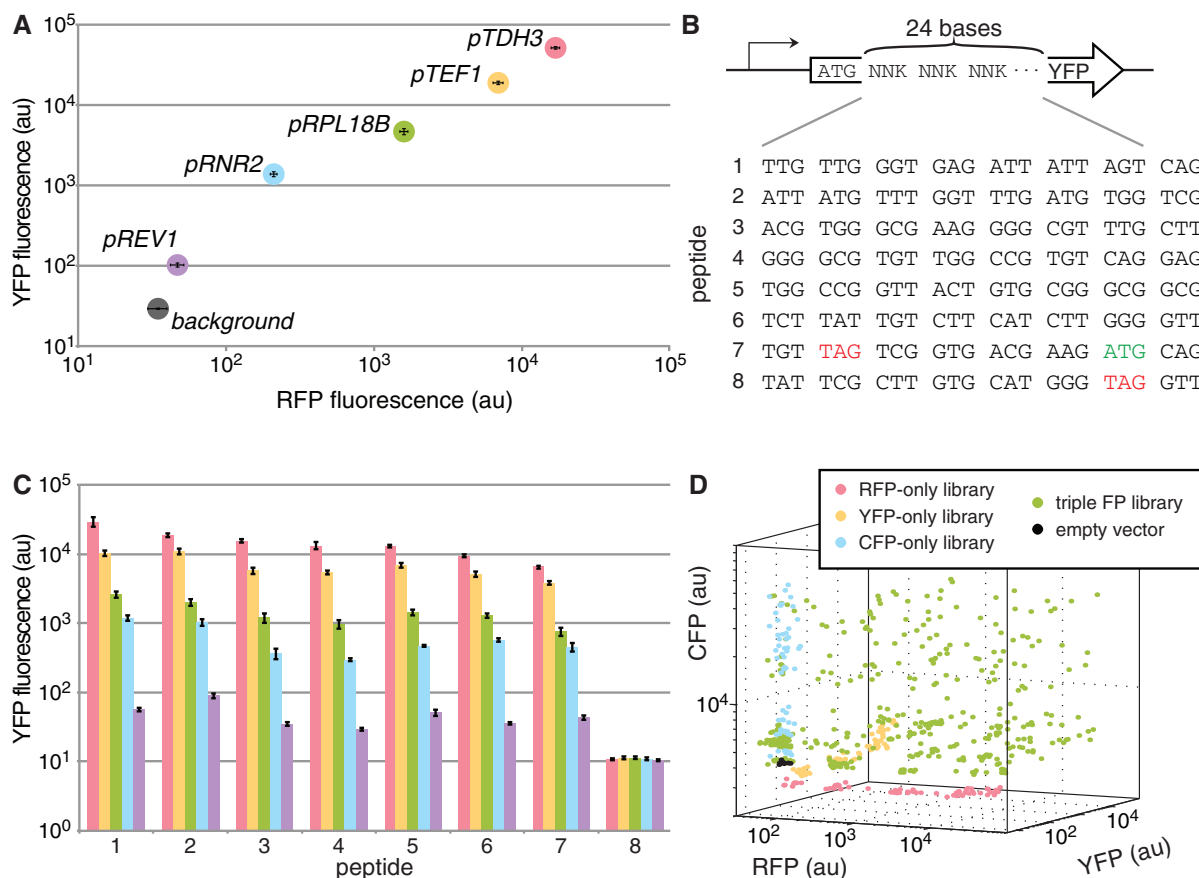 A
10^5
10^4
10^3
10^2
10^1
YFP fluorescence (au)
pTDH3
pTEF1
pRPL18B
pRNR2
pREV1
background
10^1 10^2 10^3 10^4 10^5
RFP fluorescence (au)
B
24 bases
ATG NNK NNK NNK ··· YFP
peptide
1 TTG TTG GGT GAG ATT ATT AGT CAG
2 ATT ATG TTT GGT TTG ATG TGG TCG
3 ACG TGG GCG AAG GGG CGT TTG CTT
4 GGG GCG TGT TGG CCG TGT CAG GAG
5 TGG CCG GTT ACT GTG CGG GCG GCG
6 TCT TAT TGT CTT CAT CTT GGG GTT
7 TGT TAG TCG GTG ACG AAG ATG CAG
8 TAT TCG CTT GTG CAT GGG TAG GTT
C
10^5
10^4
10^3
10^2
10^1
10^0
YFP fluorescence (au)
1 2 3 4 5 6 7 8
peptide
D
RFP-only library
YFP-only library
CFP-only library
triple FP library
empty vector
CFP (au)
10^4
10^2 10^3 10^4
RFP (au)
10^2 10^4
YFP (au)